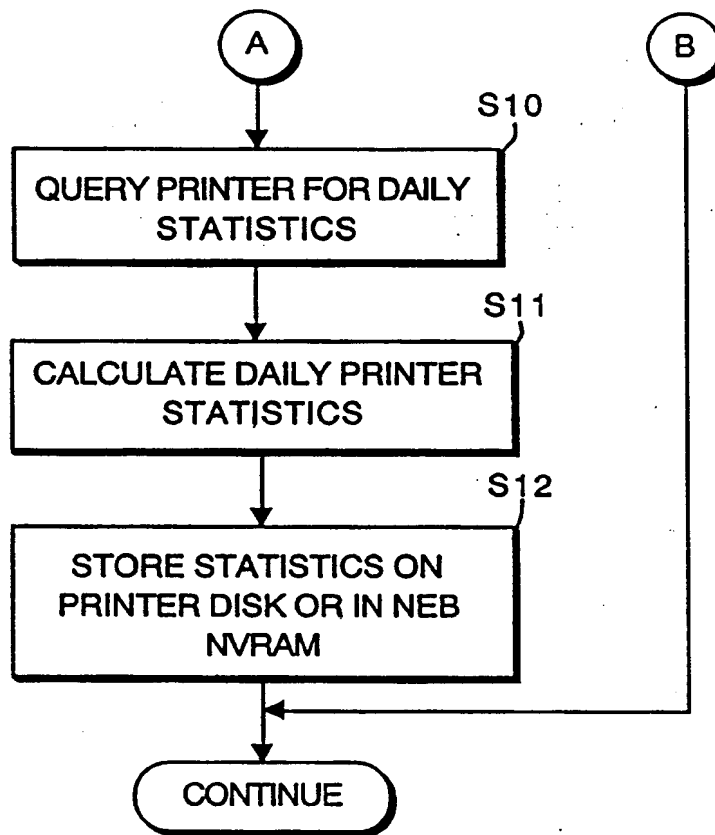 A
B
S10
QUERY PRINTER FOR DAILY
STATISTICS
S11
CALCULATE DAILY PRINTER
STATISTICS
S12
STORE STATISTICS ON
PRINTER DISK OR IN NEB
NVRAM
CONTINUE